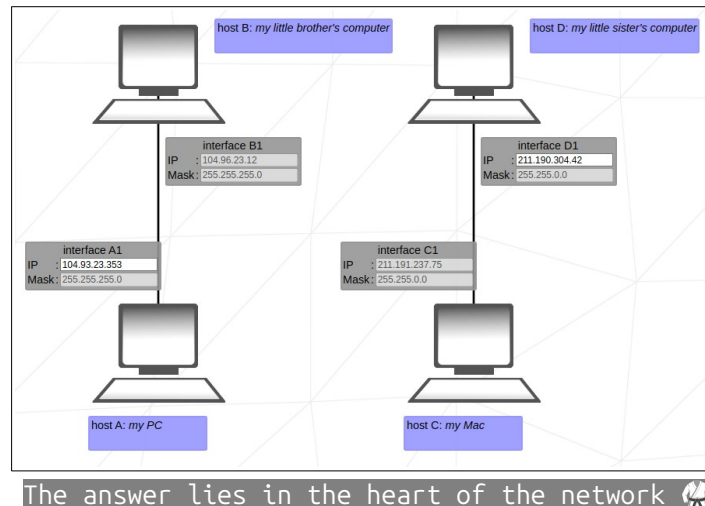 host B: my little brother's computer
host D: my little sister's computer
interface B1
IP : 104.96.23.12
Mask: 255.255.255.0
interface D1
IP : 211.190.304.42
Mask: 255.255.0.0
interface A1
IP : 104.93.23.353
Mask: 255.255.255.0
interface C1
IP : 211.191.237.75
Mask: 255.255.0.0
host A: my PC
host C: my Mac
The answer lies in the heart of the network